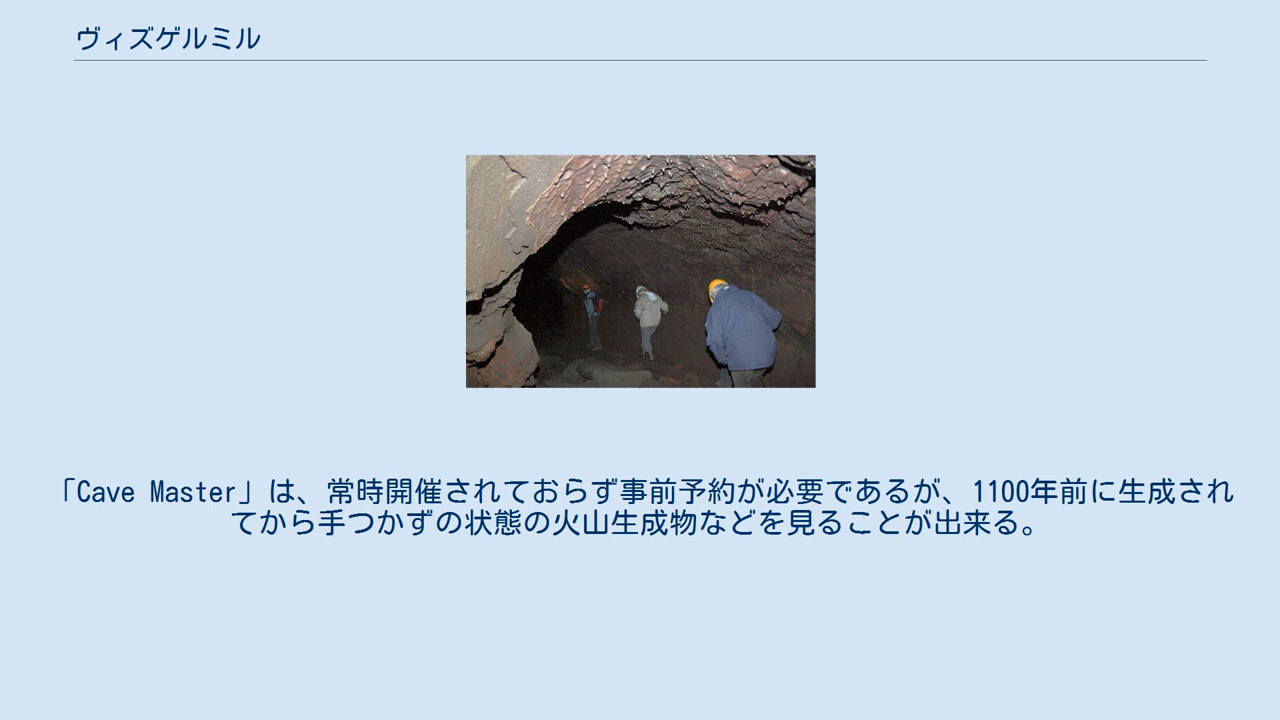 ヴィズゲルミル
「Cave Master」は、常時開催されておらず事前予約が必要であるが、1100年前に生成され
てから手つかずの状態の火山生成物などを見ることが出来る。